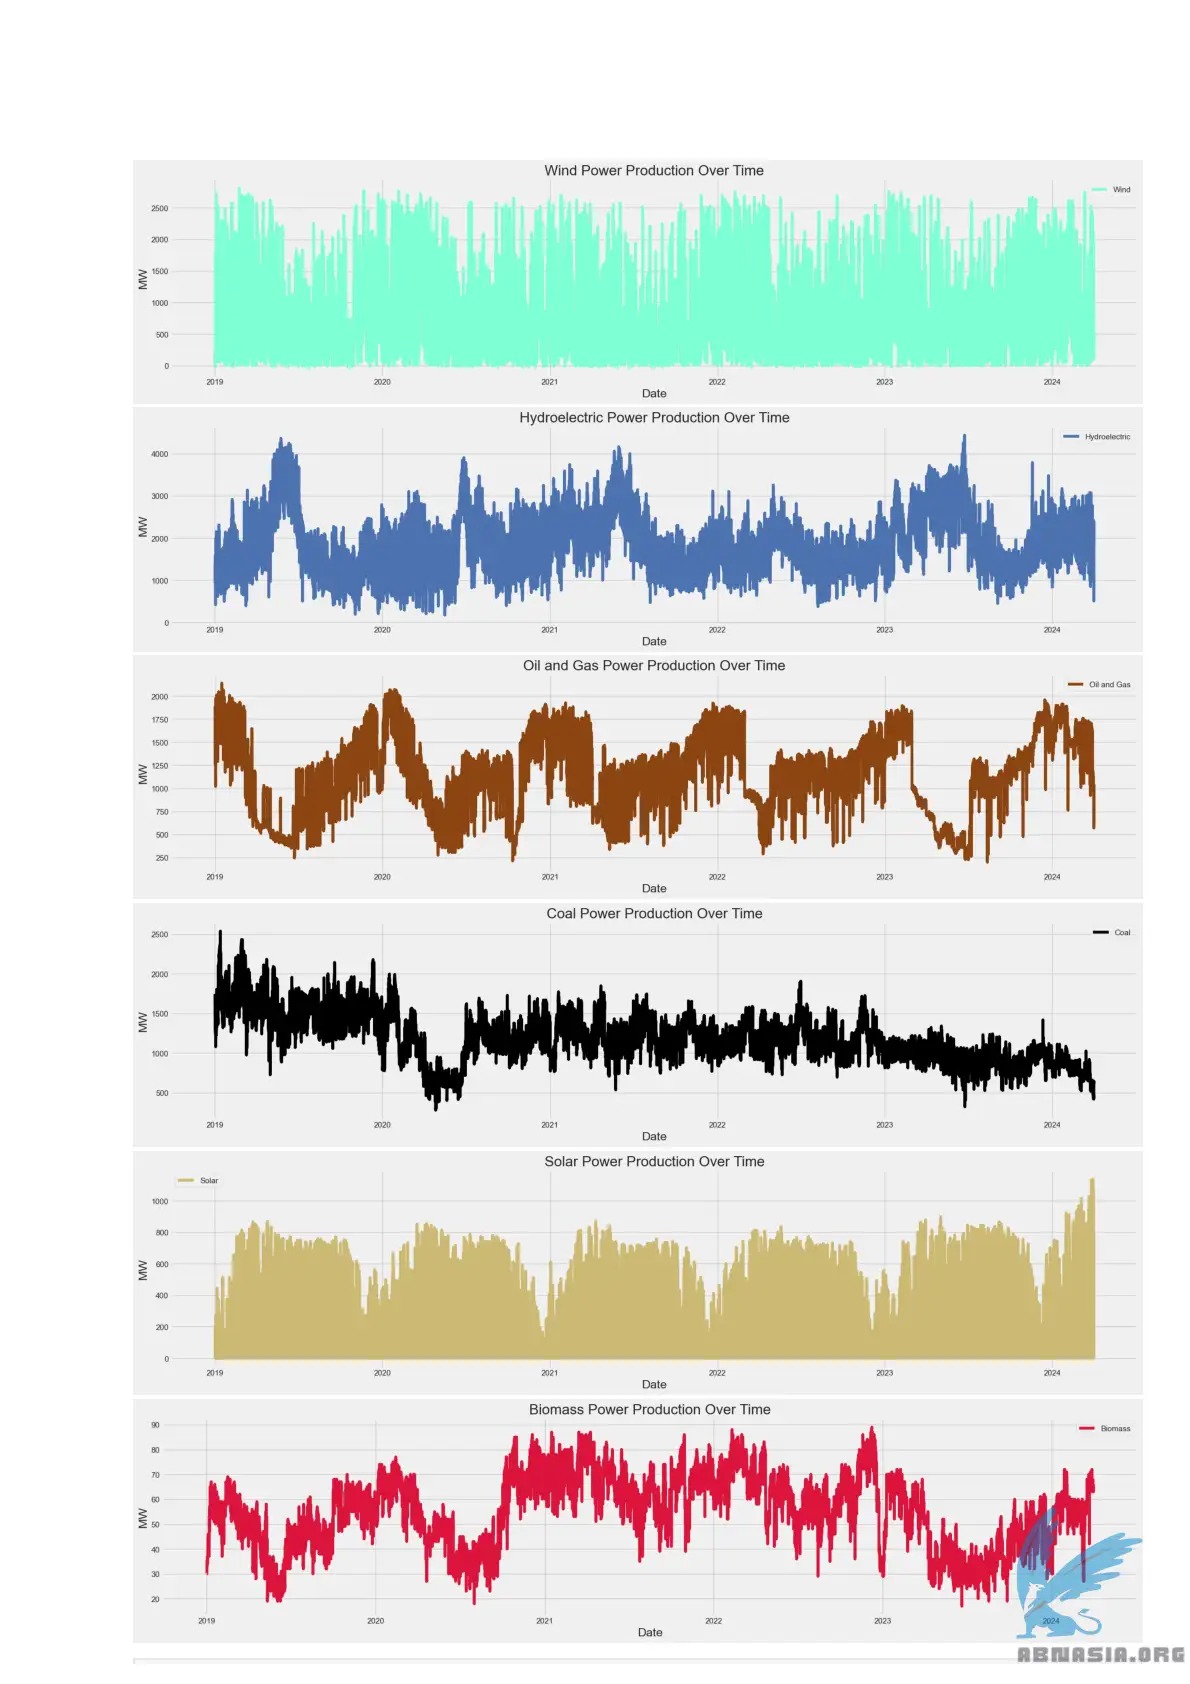 Wind Power Production Over Time
Wind
2500
2000
1500
1000
500
0
MW
2019 2020 2021 2022 2023 2024
Date
Hydroelectric Power Production Over Time
Hydroelectric
4000
3000
2000
1000
0
MW
2019 2020 2021 2022 2023 2024
Date
Oil and Gas Power Production Over Time
Oil and Gas
2000
1750
1500
1250
1000
750
500
250
MW
2019 2020 2021 2022 2023 2024
Date
Coal Power Production Over Time
Coal
2500
2000
1500
1000
500
MW
2019 2020 2021 2022 2023 2024
Date
Solar Power Production Over Time
Solar
1000
800
600
400
200
0
MW
2019 2020 2021 2022 2023 2024
Date
Biomass Power Production Over Time
Biomass
90
80
70
60
50
40
30
20
MW
2019 2020 2021 2022 2023 2024
Date
ABNASIA.ORG